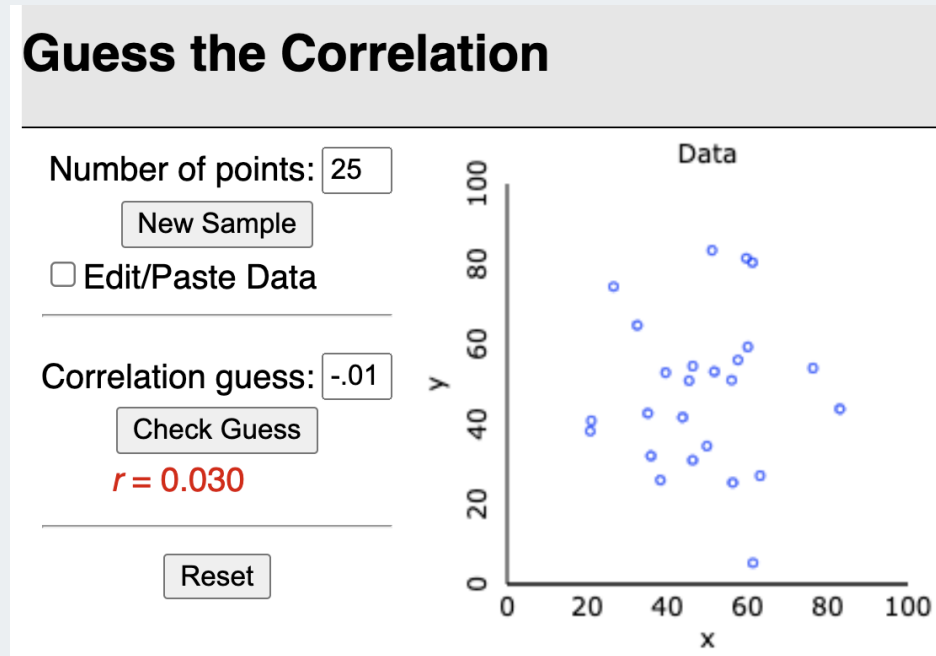 Guess the Correlation
Number of points: 25
New Sample
Edit/Paste Data
Correlation guess: -.01
Check Guess
r = 0.030
Reset
Data
100
80
60
40
20
0
y
0 20 40 60 80 100
x